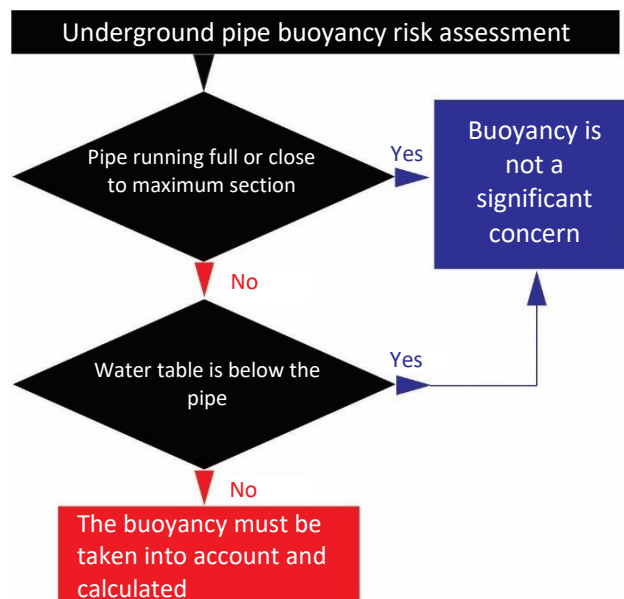 Underground pipe buoyancy risk assessment
Pipe running full or close
to maximum section
Yes
Buoyancy is
not a
significant
concern
No
Water table is below the
pipe
Yes
No
The buoyancy must be
taken into account and
calculated